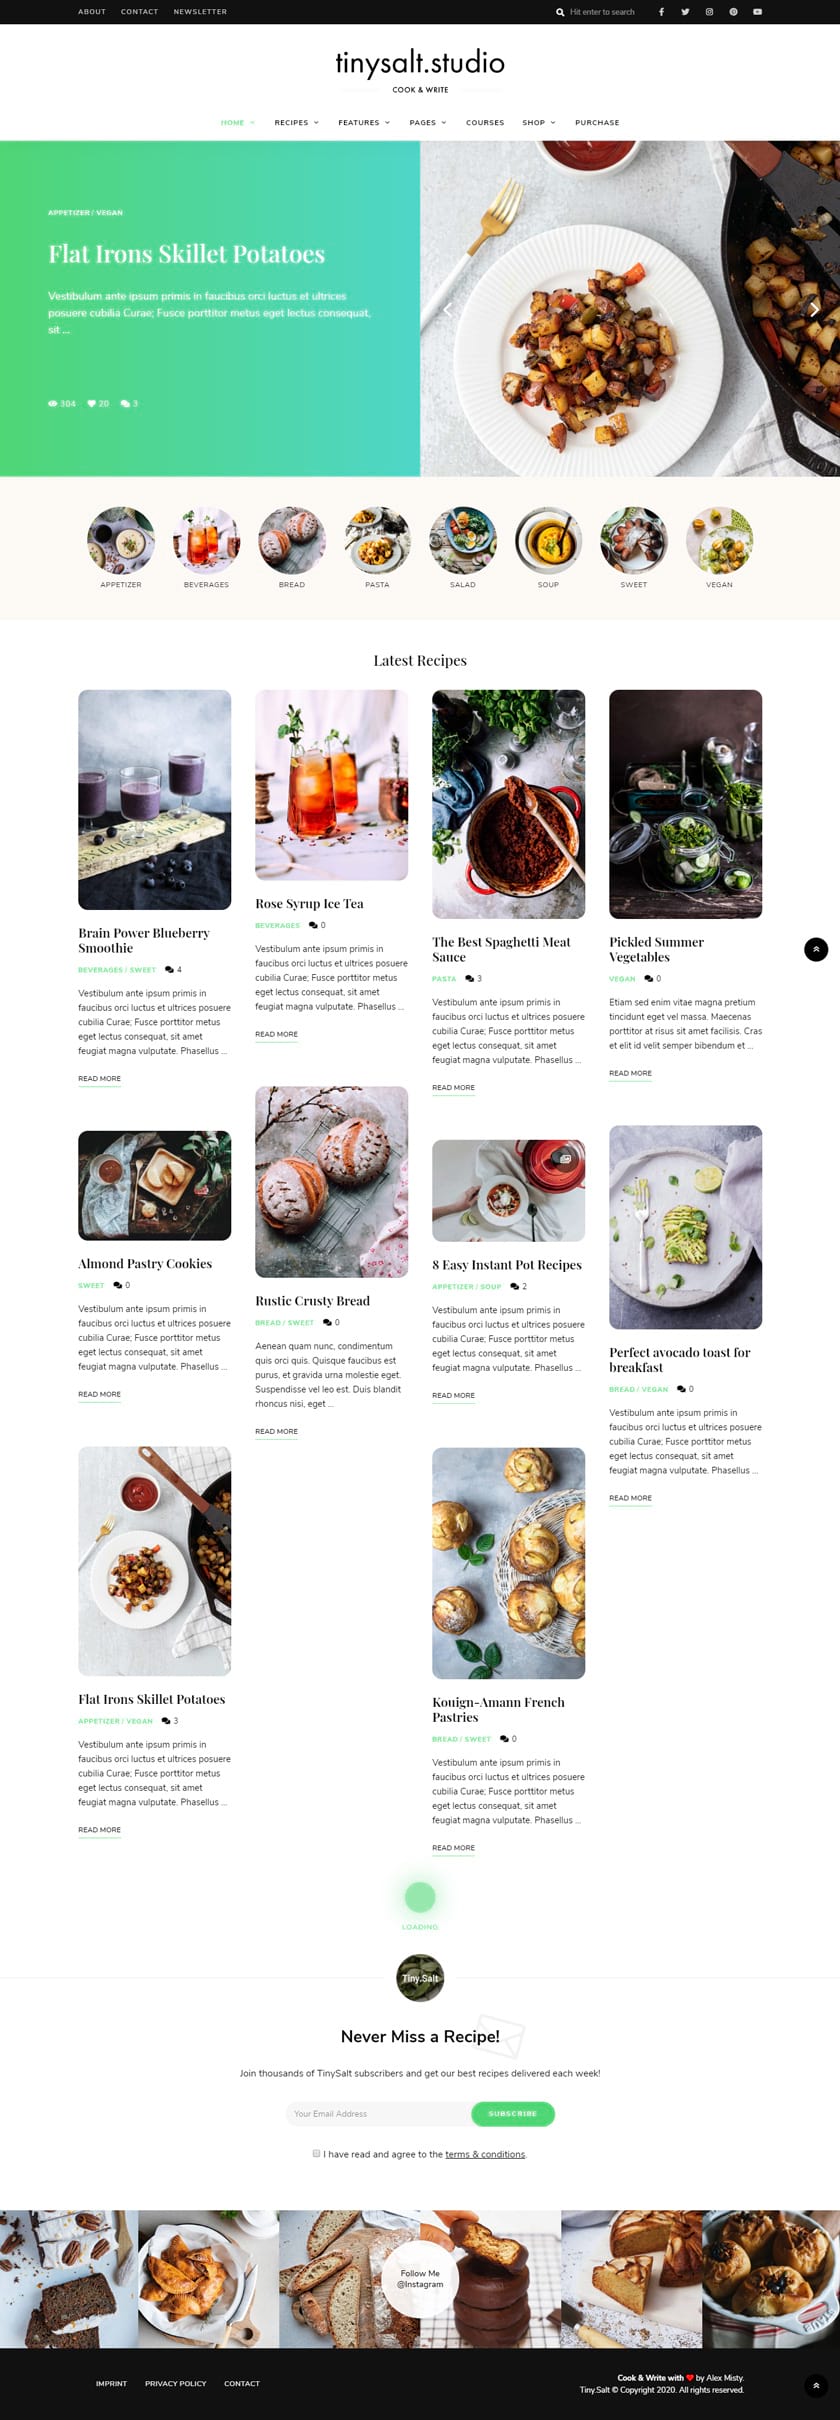 ABOUT CONTACT NEWSLETTER
Hit enter to search
tinysalt.studio
COOK & WRITE
HOME RECIPES FEATURES PAGES COURSES SHOP PURCHASE
APPETIZER / VEGAN
Flat Irons Skillet Potatoes
Vestibulum ante ipsum primis in faucibus orci luctus et ultrices
posuere cubilia Curae; Fusce porttitor metus eget lectus consequat,
sit ...
304 20 3
APPETIZER BEVERAGES BREAD PASTA SALAD SOUP SWEET VEGAN
Latest Recipes
Brain Power Blueberry
Smoothie
BEVERAGES / SWEET 4
Vestibulum ante ipsum primis in
faucibus orci luctus et ultrices posuere
cubilia Curae; Fusce porttitor metus
eget lectus consequat, sit amet
feugiat magna vulputate. Phasellus ...
READ MORE
Rose Syrup Ice Tea
BEVERAGES 0
Vestibulum ante ipsum primis in
faucibus orci luctus et ultrices posuere
cubilia Curae; Fusce porttitor metus
eget lectus consequat, sit amet
feugiat magna vulputate. Phasellus ...
READ MORE
The Best Spaghetti Meat
Sauce
PASTA 3
Vestibulum ante ipsum primis in
faucibus orci luctus et ultrices posuere
cubilia Curae; Fusce porttitor metus
eget lectus consequat, sit amet
feugiat magna vulputate. Phasellus ...
READ MORE
Pickled Summer
Vegetables
VEGAN 0
Etiam sed enim vitae magna pretium
tincidunt eget vel massa. Maecenas
porttitor at risus sit amet facilisis. Cras
et elit id velit semper bibendum et ...
READ MORE
Almond Pastry Cookies
SWEET 0
Vestibulum ante ipsum primis in
faucibus orci luctus et ultrices posuere
cubilia Curae; Fusce porttitor metus
eget lectus consequat, sit amet
feugiat magna vulputate. Phasellus ...
READ MORE
Rustic Crusty Bread
BREAD / SWEET 0
Aenean quam nunc, condimentum
quis orci quis. Quisque faucibus est
purus, et gravida urna molestie eget.
Suspendisse vel leo est. Duis blandit
rhoncus nisi, eget ...
READ MORE
8 Easy Instant Pot Recipes
APPETIZER / SOUP 2
Vestibulum ante ipsum primis in
faucibus orci luctus et ultrices posuere
cubilia Curae; Fusce porttitor metus
eget lectus consequat, sit amet
feugiat magna vulputate. Phasellus ...
READ MORE
Perfect avocado toast for
breakfast
BREAD / VEGAN 0
Vestibulum ante ipsum primis in
faucibus orci luctus et ultrices posuere
cubilia Curae; Fusce porttitor metus
eget lectus consequat, sit amet
feugiat magna vulputate. Phasellus ...
READ MORE
Flat Irons Skillet Potatoes
APPETIZER / VEGAN 3
Vestibulum ante ipsum primis in
faucibus orci luctus et ultrices posuere
cubilia Curae; Fusce porttitor metus
eget lectus consequat, sit amet
feugiat magna vulputate. Phasellus ...
READ MORE
Kouign-Amann French
Pastries
BREAD / SWEET 0
Vestibulum ante ipsum primis in
faucibus orci luctus et ultrices posuere
cubilia Curae; Fusce porttitor metus
eget lectus consequat, sit amet
feugiat magna vulputate. Phasellus ...
READ MORE
LOADING
Tiny.Salt
Never Miss a Recipe!
Join thousands of TinySalt subscribers and get our best recipes delivered each week!
Your Email Address
SUBSCRIBE
I have read and agree to the terms & conditions.
Follow Me
@Instagram
IMPRINT PRIVACY POLICY CONTACT
Cook & Write with ❤ by Alex Misty.
Tiny.Salt © Copyright 2020. All rights reserved.